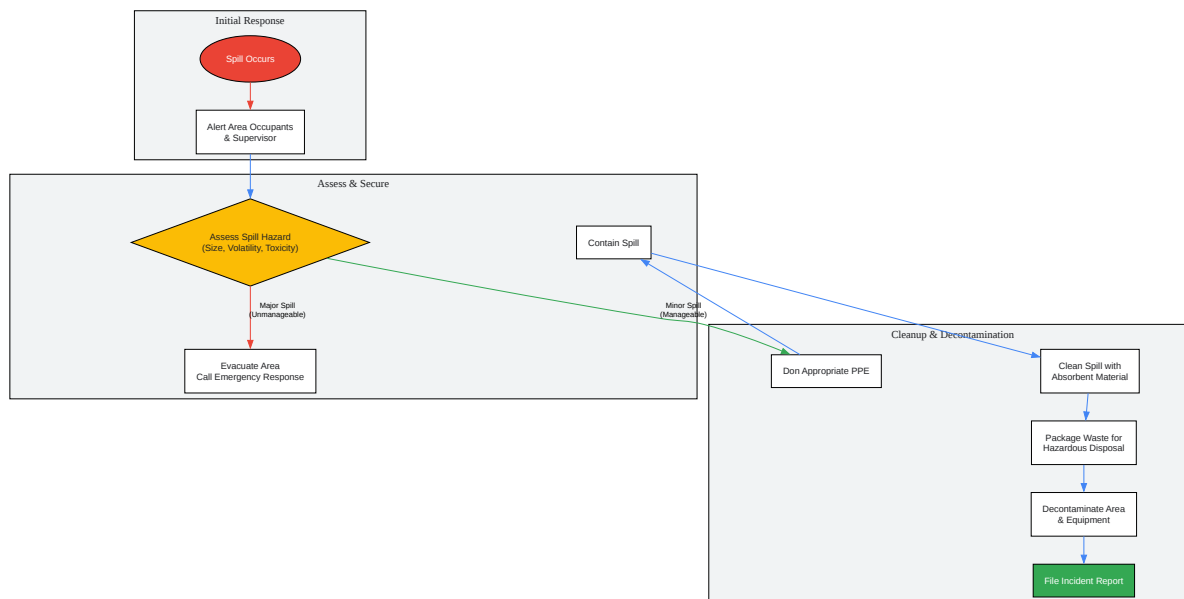 Initial Response
Spill Occurs
Alert Area Occupants
& Supervisor
Assess & Secure
Assess Spill Hazard
(Size, Volatility, Toxicity)
Contain Spill
Major Spill
(Unmanageable)
Minor Spill
(Manageable)
Evacuate Area
Call Emergency Response
Cleanup & Decontamination
Don Appropriate PPE
Clean Spill with
Absorbent Material
Package Waste for
Hazardous Disposal
Decontaminate Area
& Equipment
File Incident Report